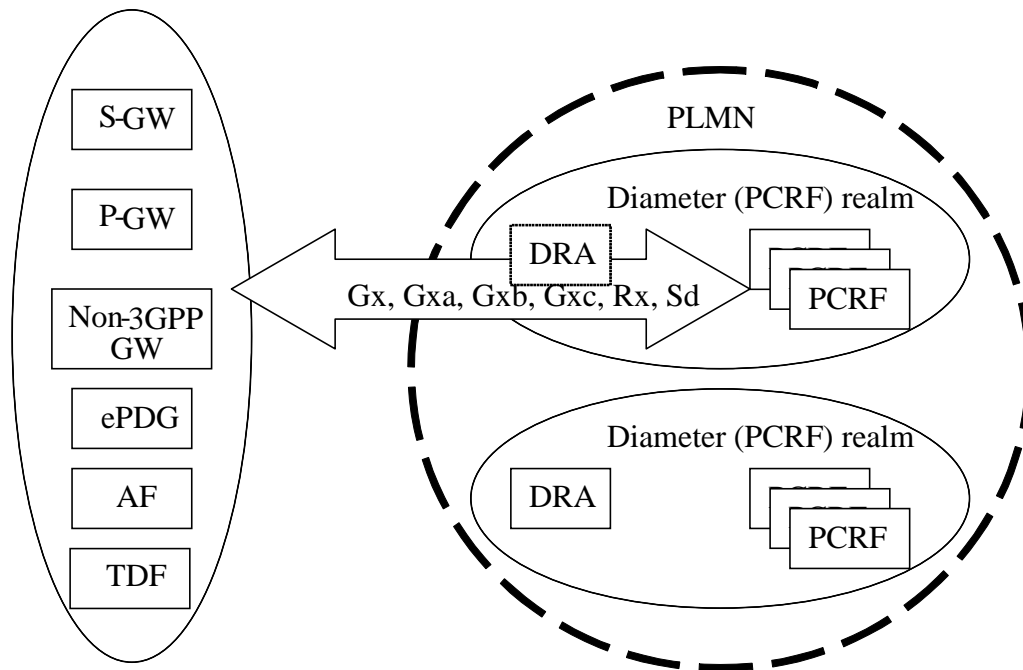 S-GW
P-GW
Non-3GPP
GW
ePDG
AF
TDF
PLMN
Diameter (PCRF) realm
DRA
Gx, Gxa, Gxb, Gxc, Rx, Sd
PCRF
Diameter (PCRF) realm
DRA
PCRF